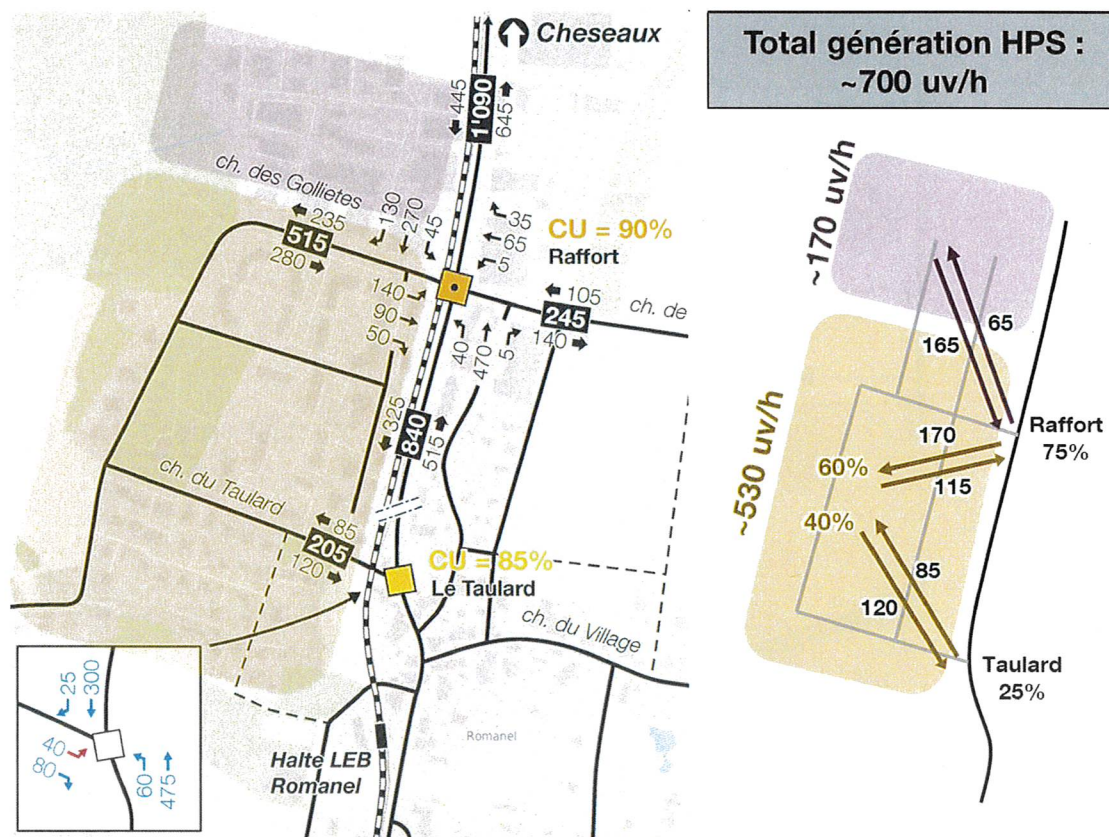 Cheseaux
445
1'090
645
ch. des Gollietes
235
515
280
130
270
45
35
65
5
CU = 90%
Raffort
140
90
50
105
245
140
ch. de
40
470
5
325
840
515
ch. du Taulard
85
205
120
CU = 85%
Le Taulard
ch. du Village
25
300
40
80
60
475
Halte LEB
Romanel
Romanel
Total génération HPS :
~700 uv/h
~170 uv/h
65
165
~530 uv/h
170
Raffort
75%
60%
115
40%
85
120
Taulard
25%